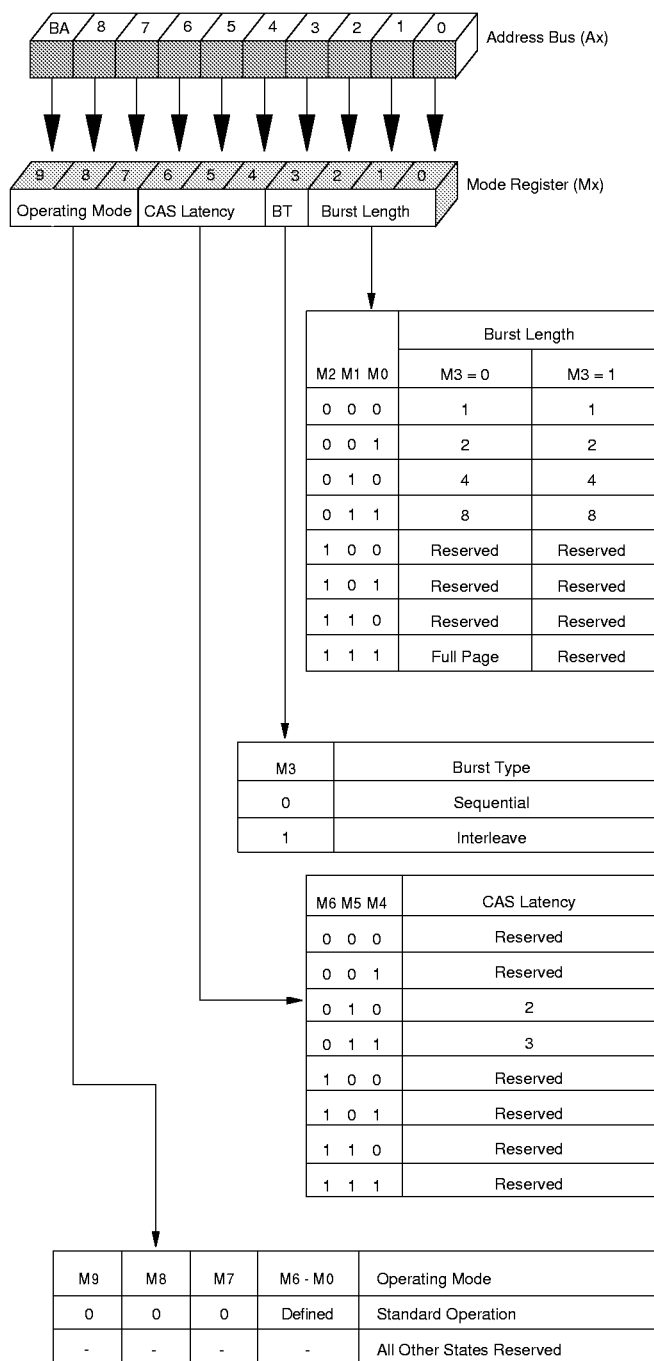 BA 8 7 6 5 4 3 2 1 0
Address Bus (Ax)
9 8 7 6 5 4 3 2 1 0
Mode Register (Mx)
Operating Mode CAS Latency BT Burst Length
Burst Length
M2 M1 M0 M3 = 0 M3 = 1
0 0 0 1 1
0 0 1 2 2
0 1 0 4 4
0 1 1 8 8
1 0 0 Reserved Reserved
1 0 1 Reserved Reserved
1 1 0 Reserved Reserved
1 1 1 Full Page Reserved
M3 Burst Type
0 Sequential
1 Interleave
M6 M5 M4 CAS Latency
0 0 0 Reserved
0 0 1 Reserved
0 1 0 2
0 1 1 3
1 0 0 Reserved
1 0 1 Reserved
1 1 0 Reserved
1 1 1 Reserved
M9 M8 M7 M6 - M0 Operating Mode
0 0 0 Defined Standard Operation
- - - - All Other States Reserved